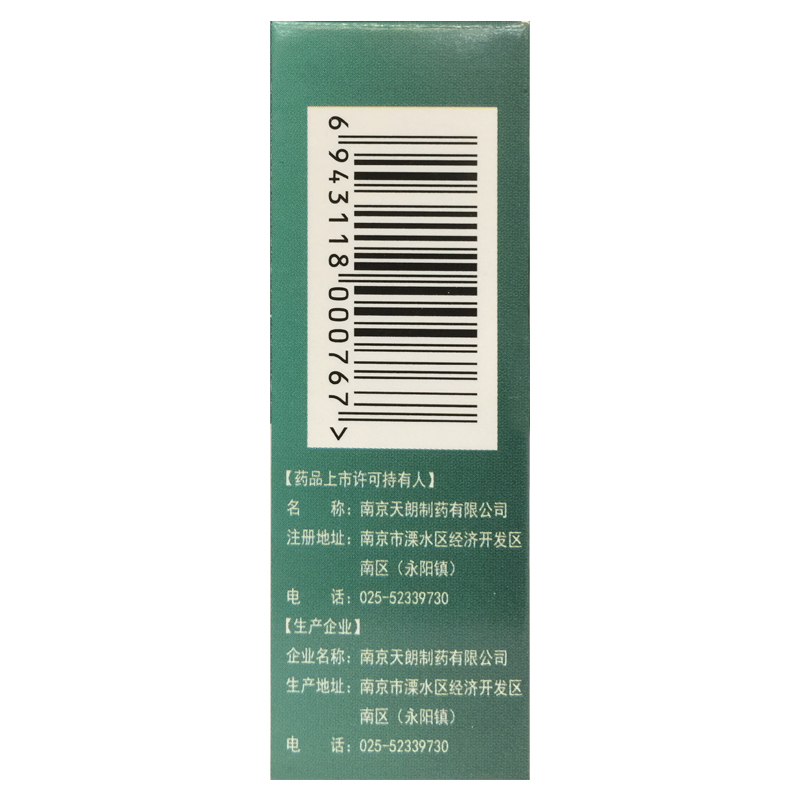 6 943118 000767 >
【药品上市许可持有人】
名　　称：南京天朗制药有限公司
注册地址：南京市溧水区经济开发区
南区（永阳镇）
电　　话：025-52339730
【生产企业】
企业名称：南京天朗制药有限公司
生产地址：南京市溧水区经济开发区
南区（永阳镇）
电　　话：025-52339730